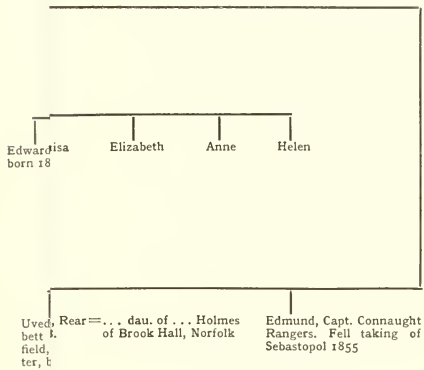 Edward tisa Elizabeth Anne Helen
born 18
Uved , Rear = ... dau. of ... Holmes Edmund, Capt. Connaught
bett of Brook Hall, Norfolk Rangers. Fell taking of
field, Sebastopol 1855
ter, b